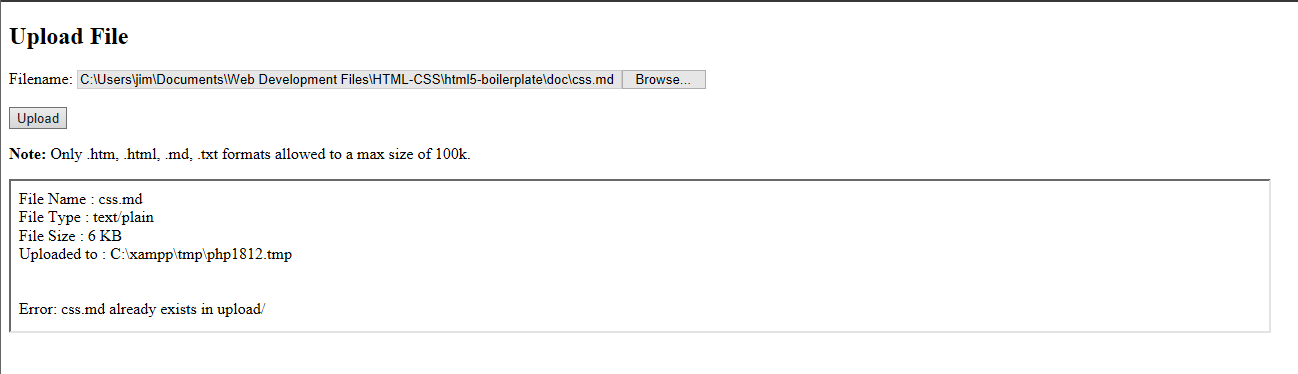 Upload File
Filename: C:\Users\jim\Documents\Web Development Files\HTML-CSS\html5-boilerplate\doc\css.md Browse...
Upload
Note: Only .htm, .html, .md, .txt formats allowed to a max size of 100k.
File Name : css.md
File Type : text/plain
File Size : 6 KB
Uploaded to : C:\xampp\tmp\php1812.tmp
Error: css.md already exists in upload/